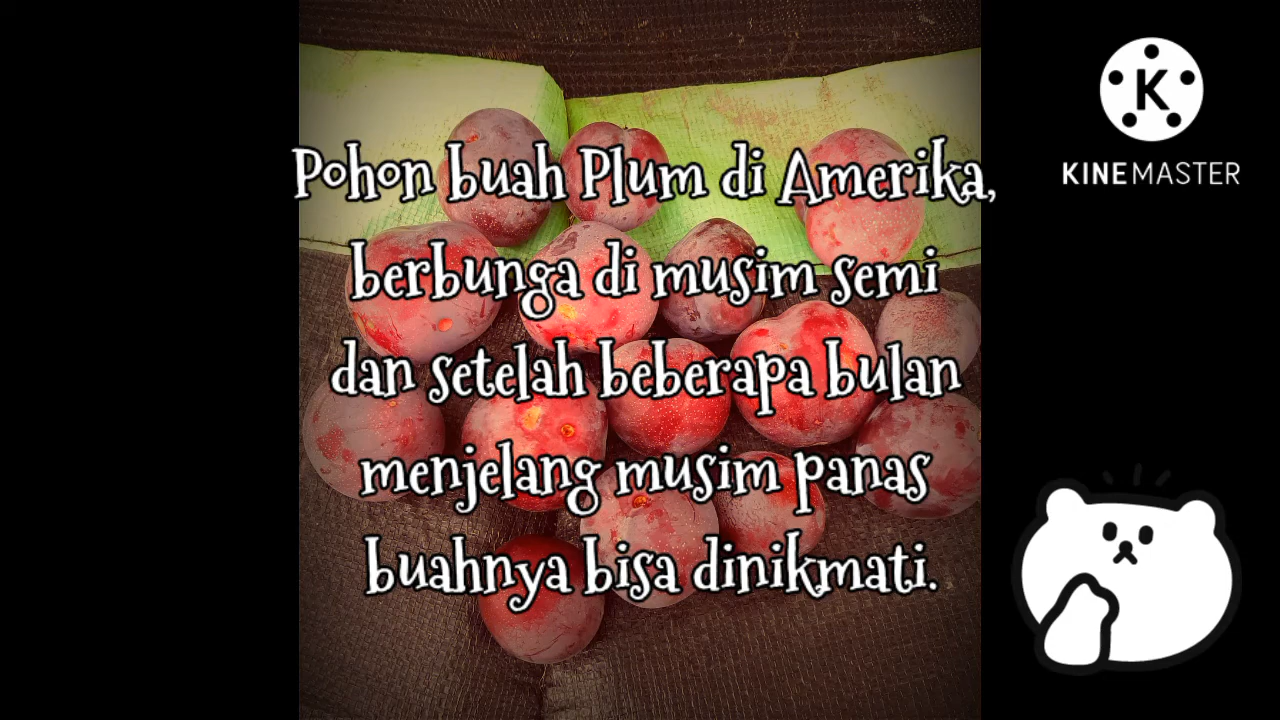 Pohon buah Plum di Amerika,
berbunga di musim semi
dan setelah beberapa bulan
menjelang musim panas
buahnya bisa dinikmati.
K
KINEMASTER